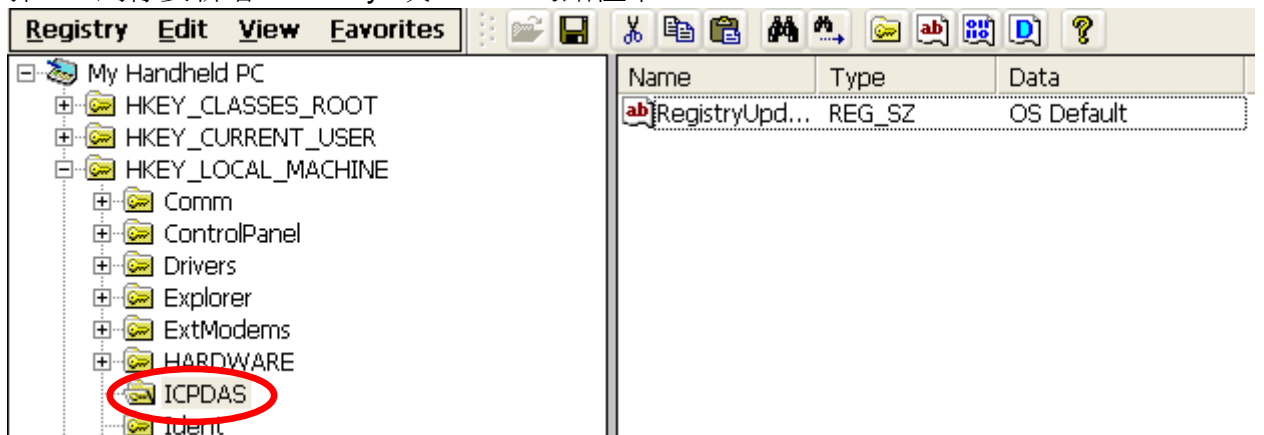 Registry Edit View Favorites
My Handheld PC
HKEY_CLASSES_ROOT
HKEY_CURRENT_USER
HKEY_LOCAL_MACHINE
Comm
ControlPanel
Drivers
Explorer
ExtModems
HARDWARE
ICPDAS
Ident
Name Type Data
RegistryUpd... REG_SZ OS Default